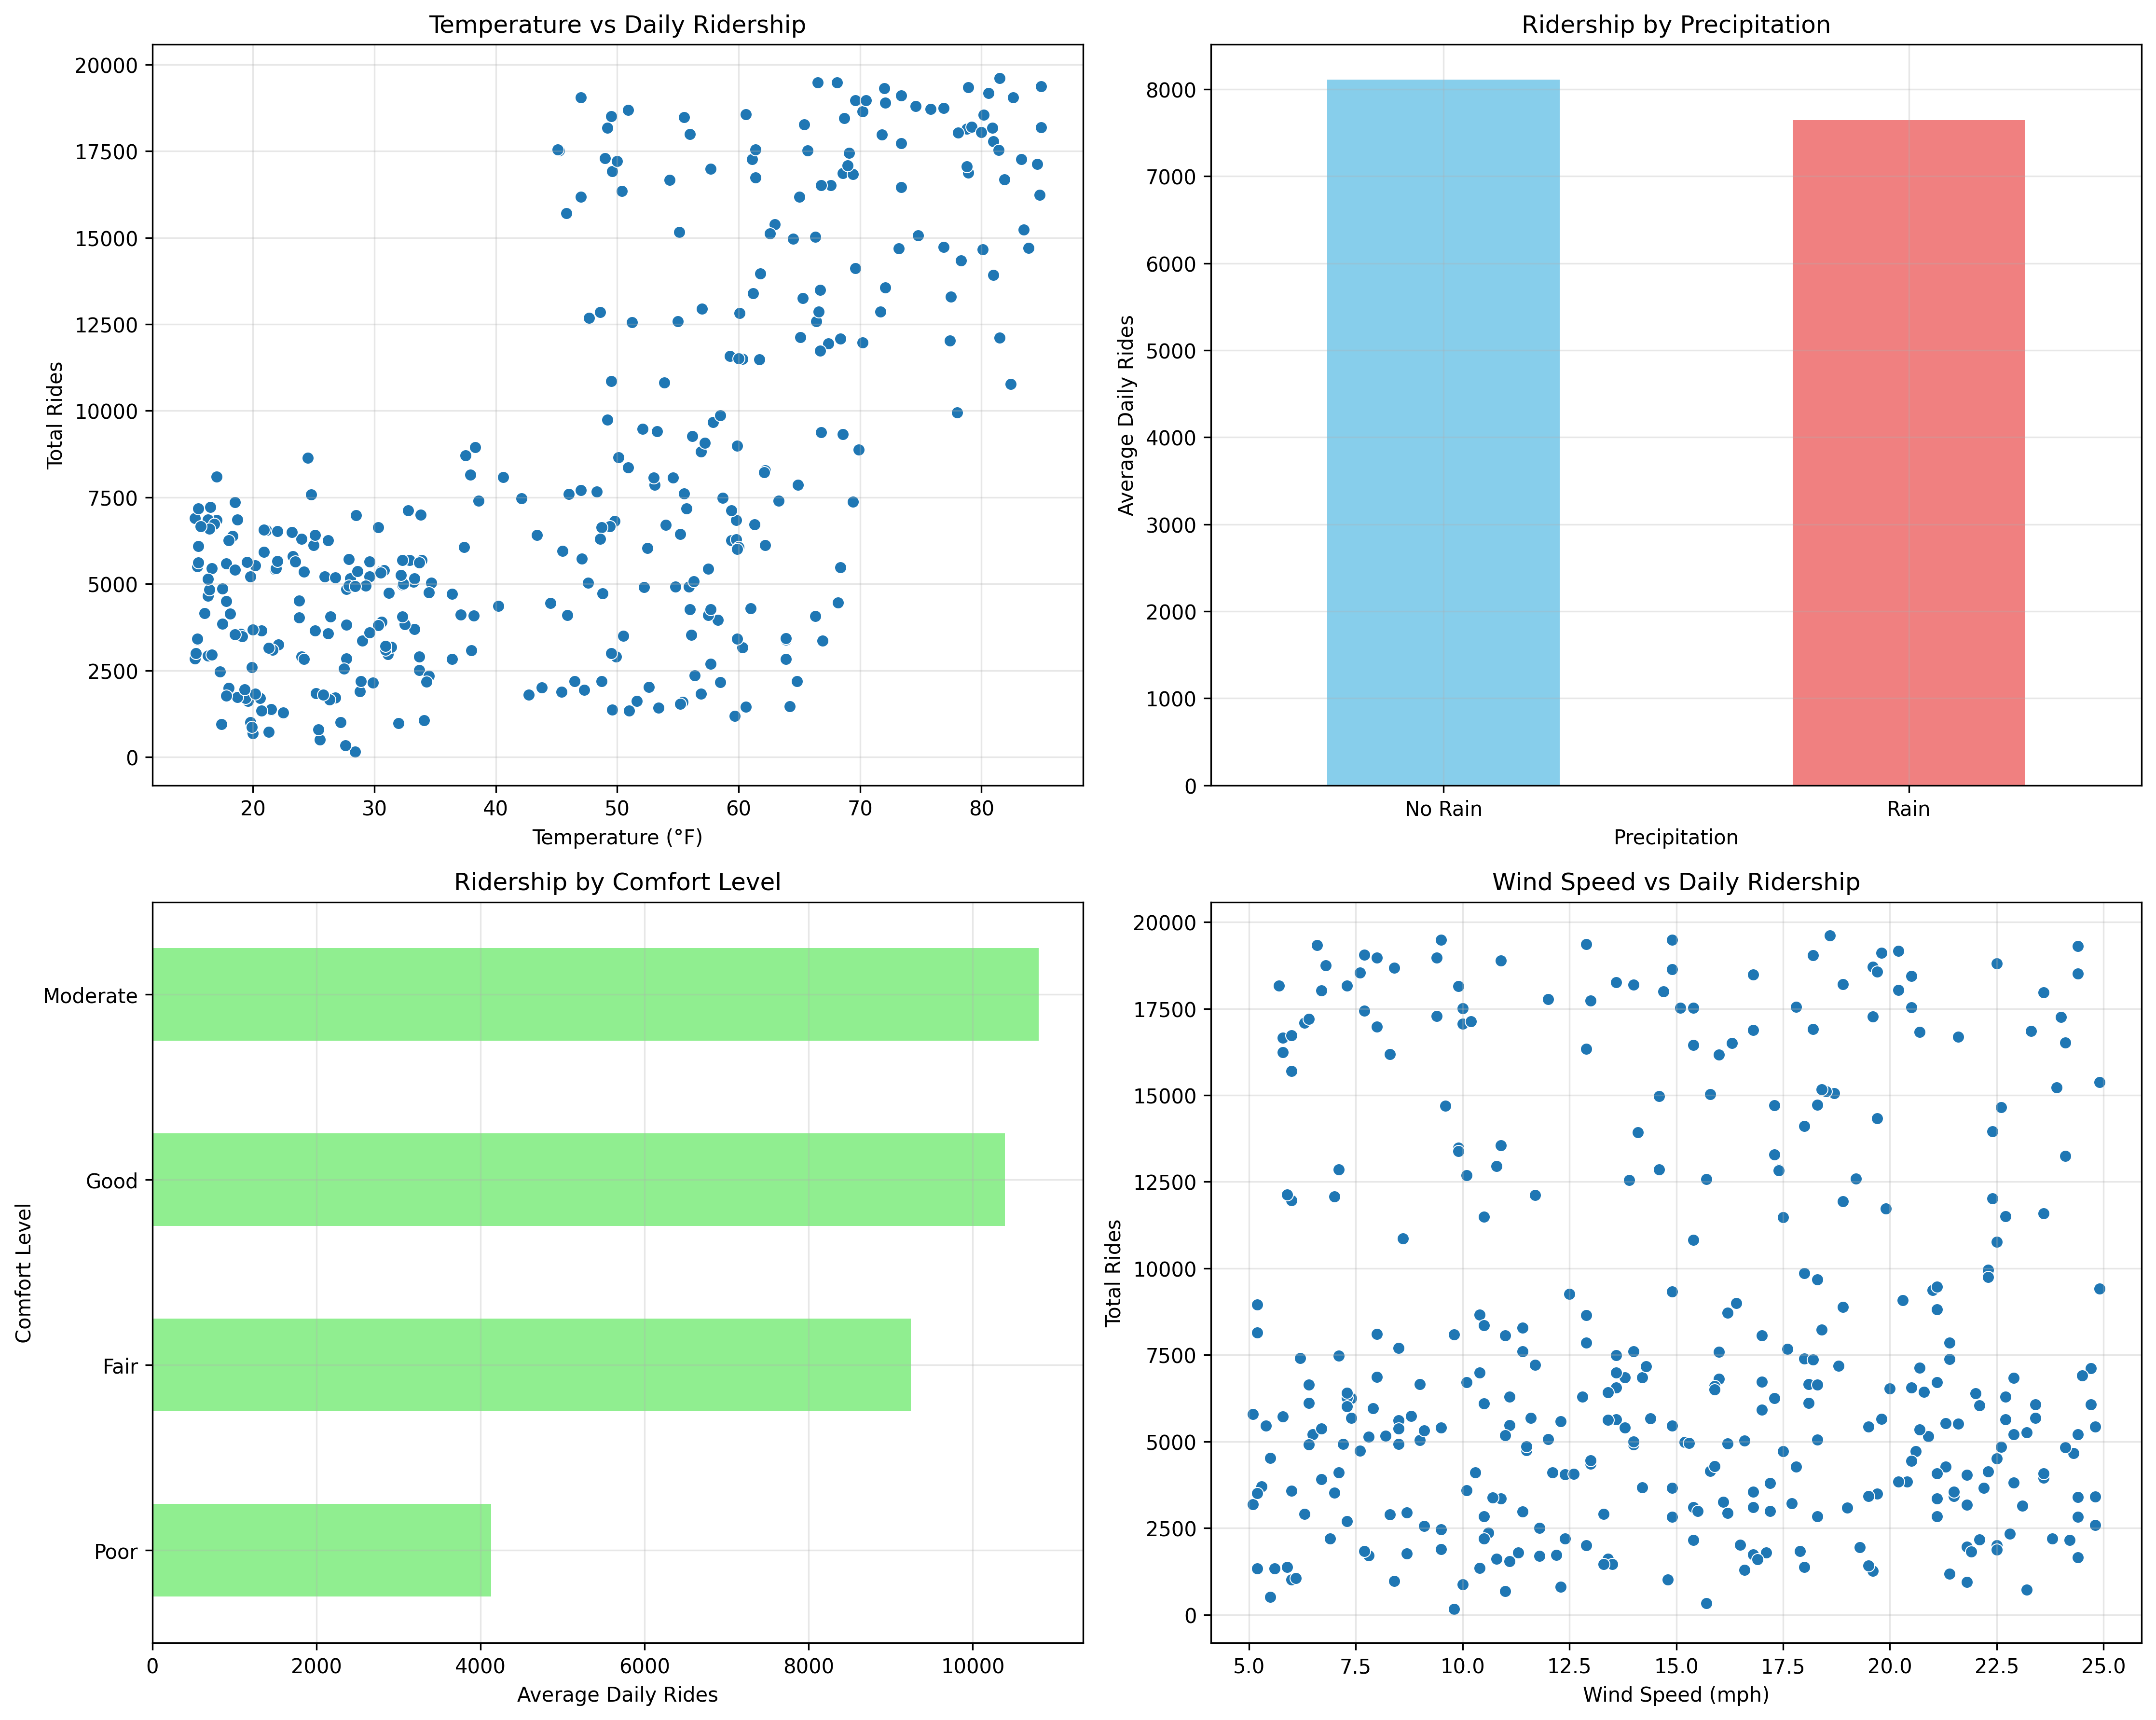 Temperature vs Daily Ridership
20000
17500
15000
12500
10000
7500
5000
2500
0
Total Rides
20 30 40 50 60 70 80
Temperature (°F)
Ridership by Precipitation
8000
7000
6000
5000
4000
3000
2000
1000
0
Average Daily Rides
No Rain Rain
Precipitation
Ridership by Comfort Level
Moderate
Good
Fair
Poor
Comfort Level
0 2000 4000 6000 8000 10000
Average Daily Rides
Wind Speed vs Daily Ridership
20000
17500
15000
12500
10000
7500
5000
2500
0
Total Rides
5.0 7.5 10.0 12.5 15.0 17.5 20.0 22.5 25.0
Wind Speed (mph)